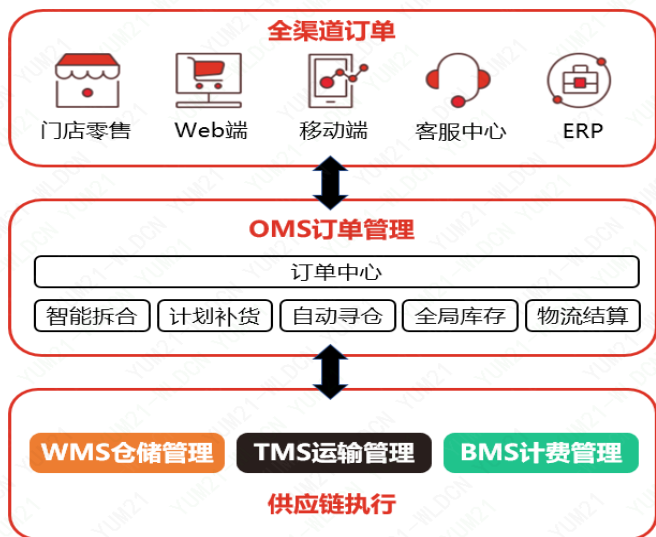 全渠道订单
门店零售 Web端 移动端 客服中心 ERP
OMS订单管理
订单中心
智能拆合 计划补货 自动寻仓 全局库存 物流结算
WMS仓储管理 TMS运输管理 BMS计费管理
供应链执行